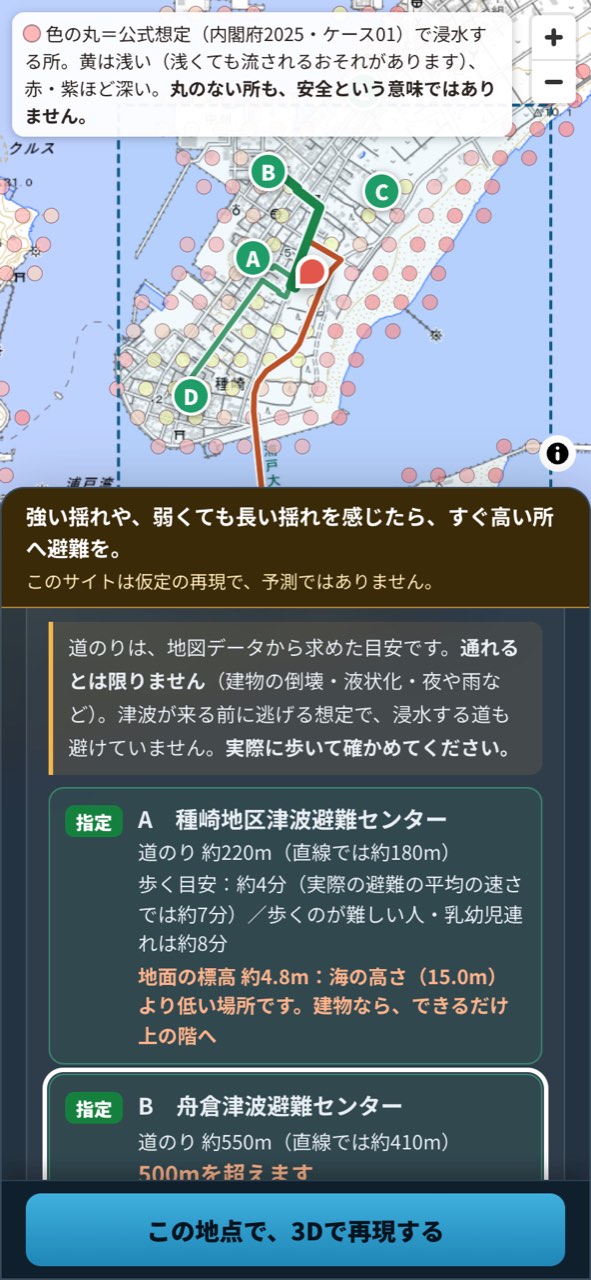 色の丸＝公式想定（内閣府2025・ケース01）で浸水す
る所。黄は浅い（浅くても流されるおそれがあります）、
赤・紫ほど深い。丸のない所も、安全という意味ではあり
ません。
+
−
クルス
B
C
A
D
種崎
浦戸湾
i
強い揺れや、弱くても長い揺れを感じたら、すぐ高い所
へ避難を。
このサイトは仮定の再現で、予測ではありません。
道のりは、地図データから求めた目安です。通れる
とは限りません（建物の倒壊・液状化・夜や雨な
ど）。津波が来る前に逃げる想定で、浸水する道も
避けていません。実際に歩いて確かめてください。
指定
A　種崎地区津波避難センター
道のり 約220m（直線では約180m）
歩く目安：約4分（実際の避難の平均の速さ
では約7分）／歩くのが難しい人・乳幼児連
れは約8分
地面の標高 約4.8m：海の高さ（15.0m）
より低い場所です。建物なら、できるだけ
上の階へ
指定
B　舟倉津波避難センター
道のり 約550m（直線では約410m）
500mを超えます
この地点で、3Dで再現する